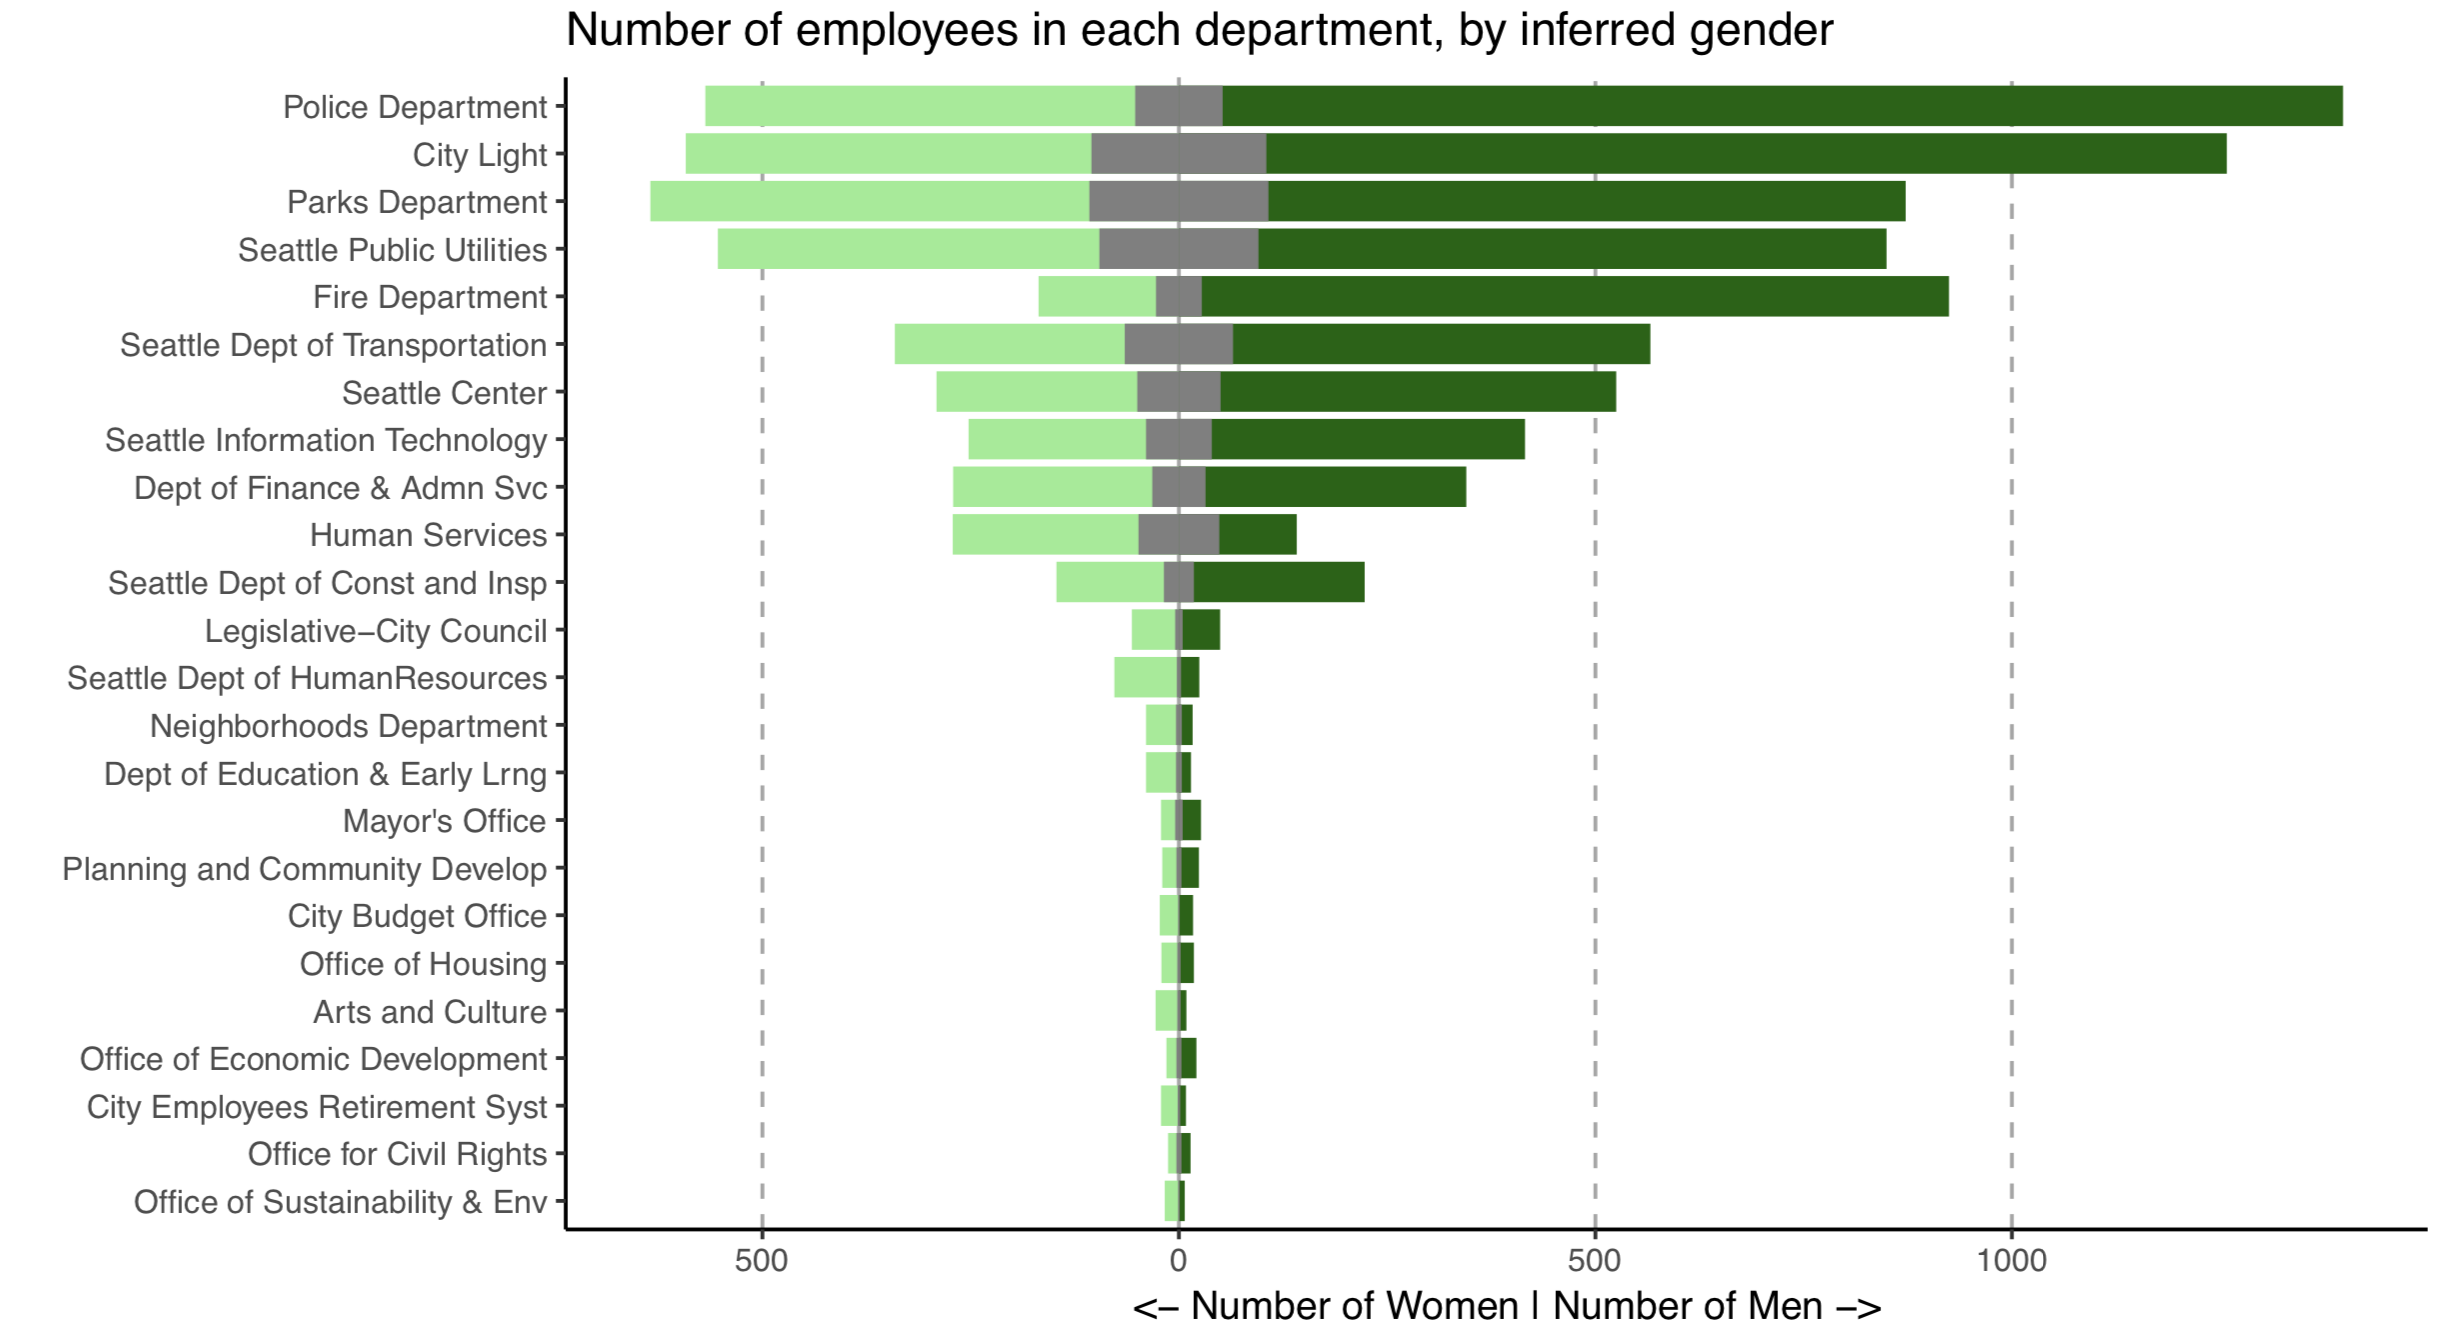 Number of employees in each department, by inferred gender
Police Department
City Light
Parks Department
Seattle Public Utilities
Fire Department
Seattle Dept of Transportation
Seattle Center
Seattle Information Technology
Dept of Finance & Admn Svc
Human Services
Seattle Dept of Const and Insp
Legislative−City Council
Seattle Dept of HumanResources
Neighborhoods Department
Dept of Education & Early Lrng
Mayor's Office
Planning and Community Develop
City Budget Office
Office of Housing
Arts and Culture
Office of Economic Development
City Employees Retirement Syst
Office for Civil Rights
Office of Sustainability & Env
500 0 500 1000
<− Number of Women | Number of Men −>